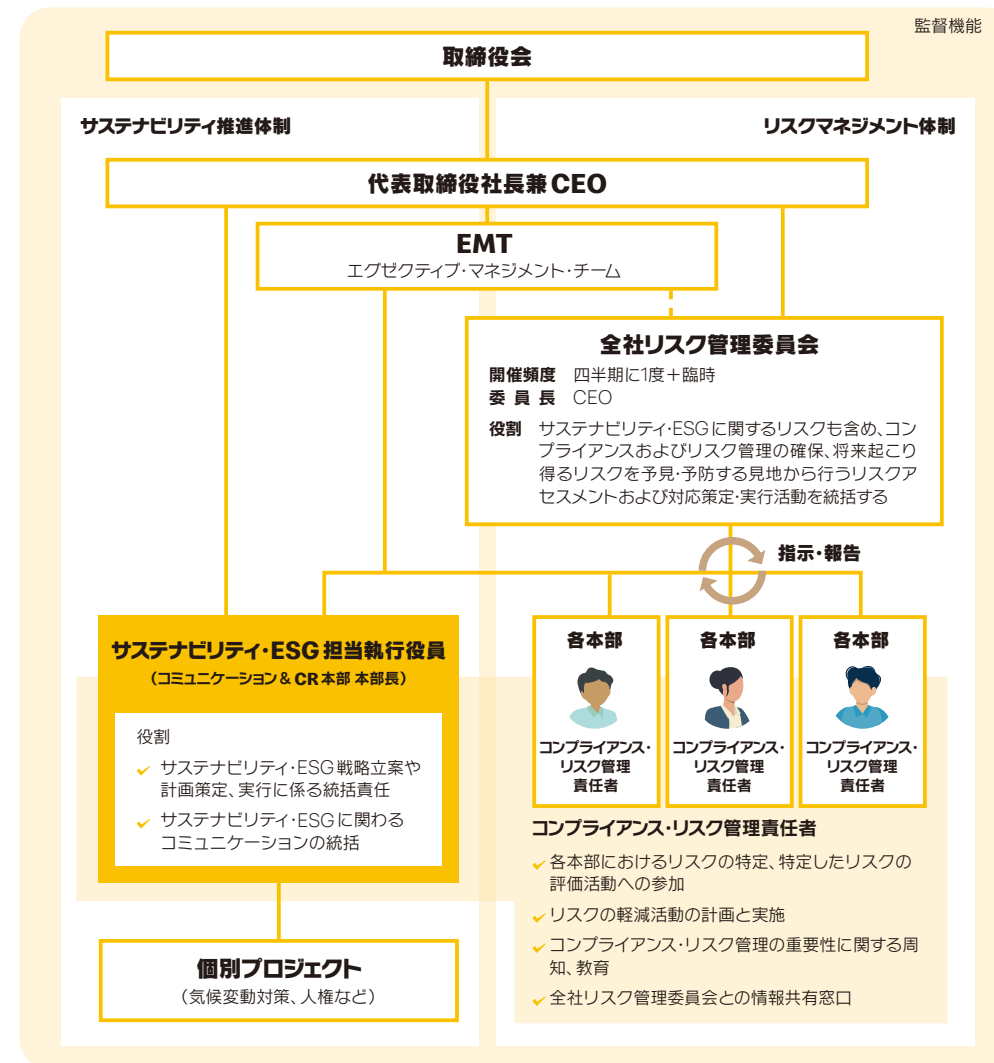 監督機能
取締役会
サステナビリティ推進体制
リスクマネジメント体制
代表取締役社長兼CEO
EMT
エグゼクティブ・マネジメント・チーム
全社リスク管理委員会
開催頻度 四半期に1度＋臨時
委員長 CEO
役割 サステナビリティ・ESGに関するリスクも含め、コン
プライアンスおよびリスク管理の確保、将来起こり
得るリスクを予見・予防する見地から行うリスクア
セスメントおよび対応策定・実行活動を統括する
指示・報告
サステナビリティ・ESG担当執行役員
（コミュニケーション＆CR本部 本部長）
役割
サステナビリティ・ESG戦略立案や
計画策定、実行に係る統括責任
サステナビリティ・ESGに関わる
コミュニケーションの統括
個別プロジェクト
（気候変動対策、人権など）
各本部
コンプライアンス・
リスク管理
責任者
各本部
コンプライアンス・
リスク管理
責任者
各本部
コンプライアンス・
リスク管理
責任者
コンプライアンス・リスク管理責任者
各本部におけるリスクの特定、特定したリスクの
評価活動への参加
リスクの軽減活動の計画と実施
コンプライアンス・リスク管理の重要性に関する周
知、教育
全社リスク管理委員会との情報共有窓口